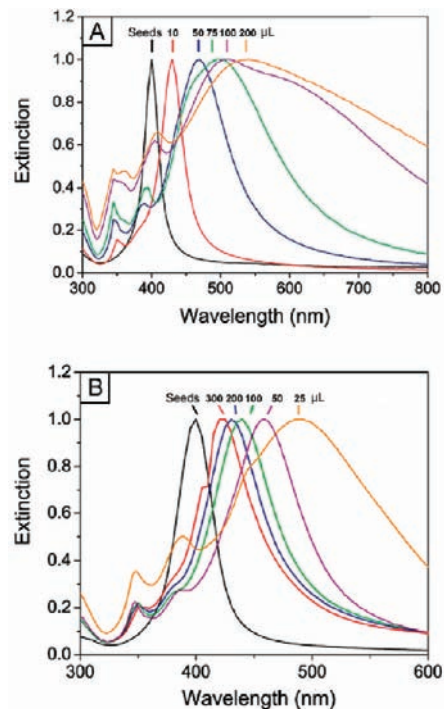 A
Seeds 10 50 75 100 200 μL
1.2
1.0
0.8
0.6
0.4
0.2
0.0
Extinction
300 400 500 600 700 800
Wavelength (nm)
B
Seeds 300 200 100 50 25 μL
1.2
1.0
0.8
0.6
0.4
0.2
0.0
Extinction
300 400 500 600
Wavelength (nm)